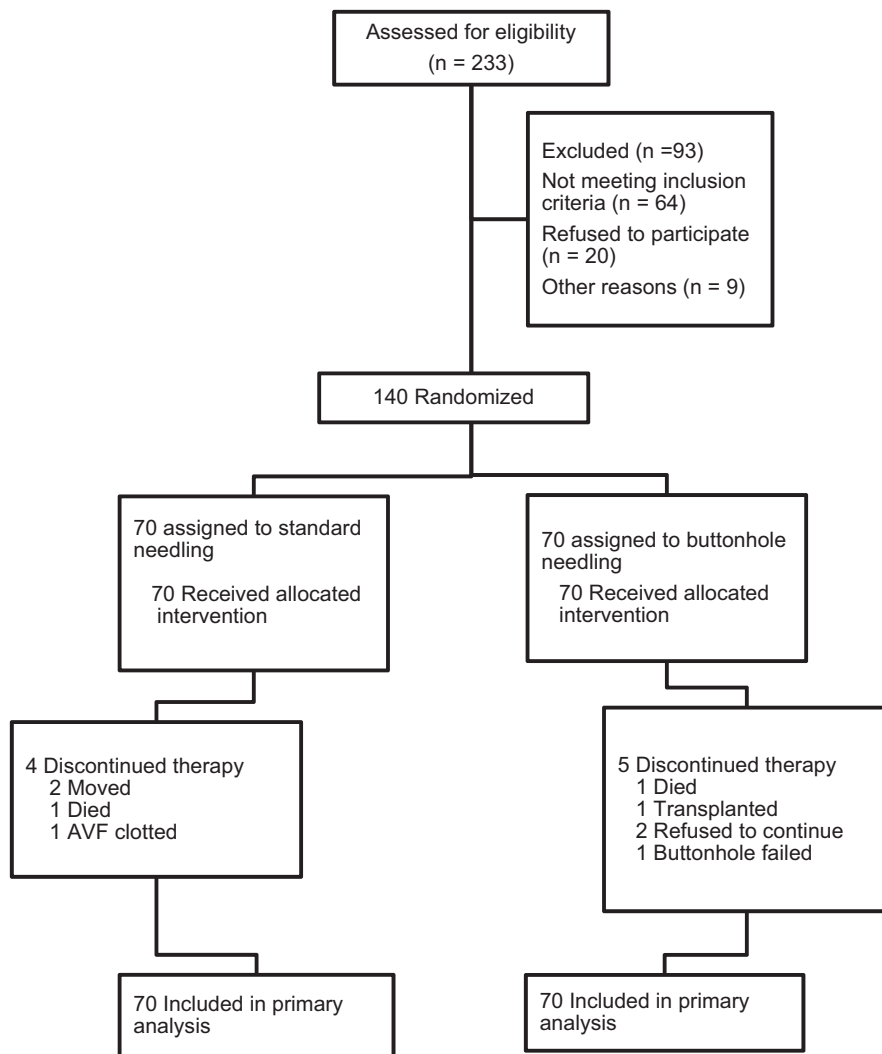 Assessed for eligibility
(n = 233)
Excluded (n =93)
Not meeting inclusion
criteria (n = 64)
Refused to participate
(n = 20)
Other reasons (n = 9)
140 Randomized
70 assigned to standard
needling
70 Received allocated
intervention
70 assigned to buttonhole
needling
70 Received allocated
intervention
4 Discontinued therapy
2 Moved
1 Died
1 AVF clotted
5 Discontinued therapy
1 Died
1 Transplanted
2 Refused to continue
1 Buttonhole failed
70 Included in primary
analysis
70 Included in primary
analysis